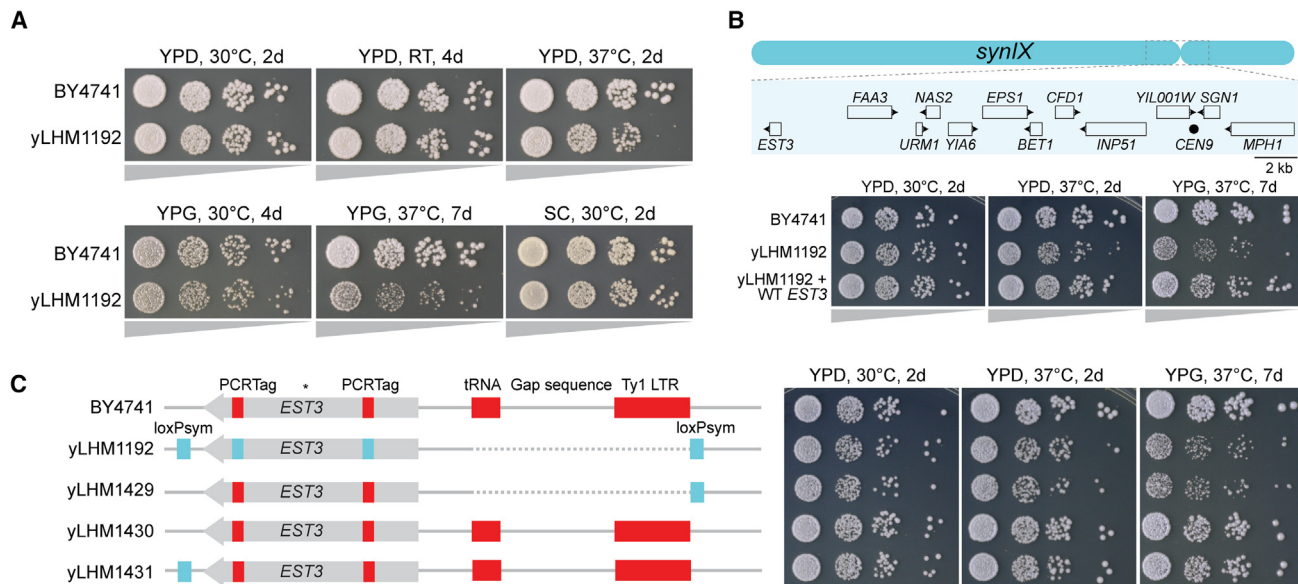 A
YPD, 30°C, 2d
YPD, RT, 4d
YPD, 37°C, 2d
BY4741
yLHM1192
YPG, 30°C, 4d
YPG, 37°C, 7d
SC, 30°C, 2d
BY4741
yLHM1192
B
synIX
FAA3
NAS2
EPS1
CFD1
YIL001W
SGN1
EST3
URM1
YIA6
BET1
INP51
CEN9
MPH1
2 kb
YPD, 30°C, 2d
YPD, 37°C, 2d
YPG, 37°C, 7d
BY4741
yLHM1192
yLHM1192 +
WT EST3
C
PCRTag
*
PCRTag
tRNA
Gap sequence
Ty1 LTR
BY4741
EST3
loxPsym
loxPsym
yLHM1192
EST3
yLHM1429
EST3
yLHM1430
EST3
yLHM1431
EST3
YPD, 30°C, 2d
YPD, 37°C, 2d
YPG, 37°C, 7d